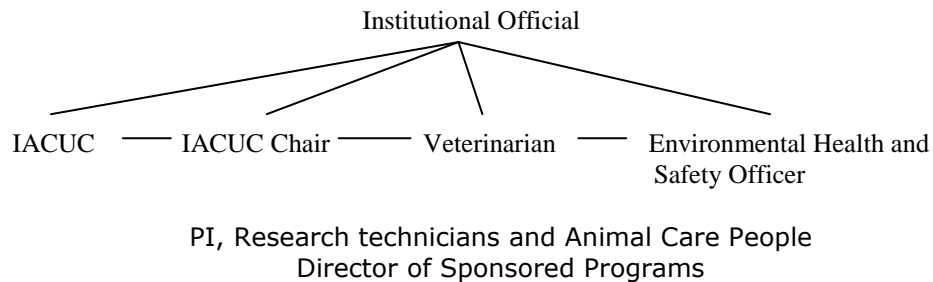 Institutional Official
IACUC IACUC Chair Veterinarian Environmental Health and
Safety Officer
PI, Research technicians and Animal Care People
Director of Sponsored Programs